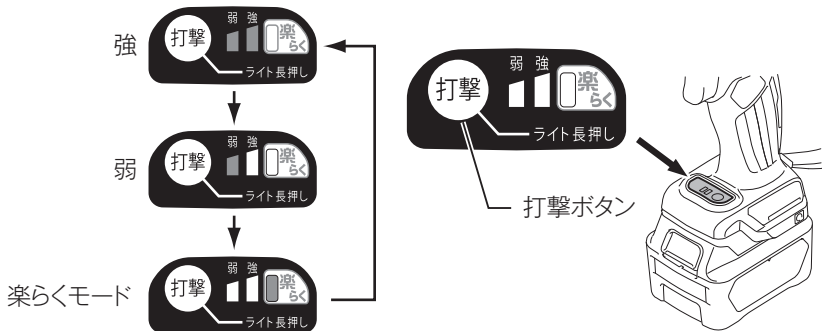 強
弱 強
打撃
楽らく
ライト長押し
弱
弱 強
打撃
楽らく
ライト長押し
楽らくモード
弱 強
打撃
楽らく
ライト長押し
弱 強
打撃
楽らく
ライト長押し
打撃ボタン